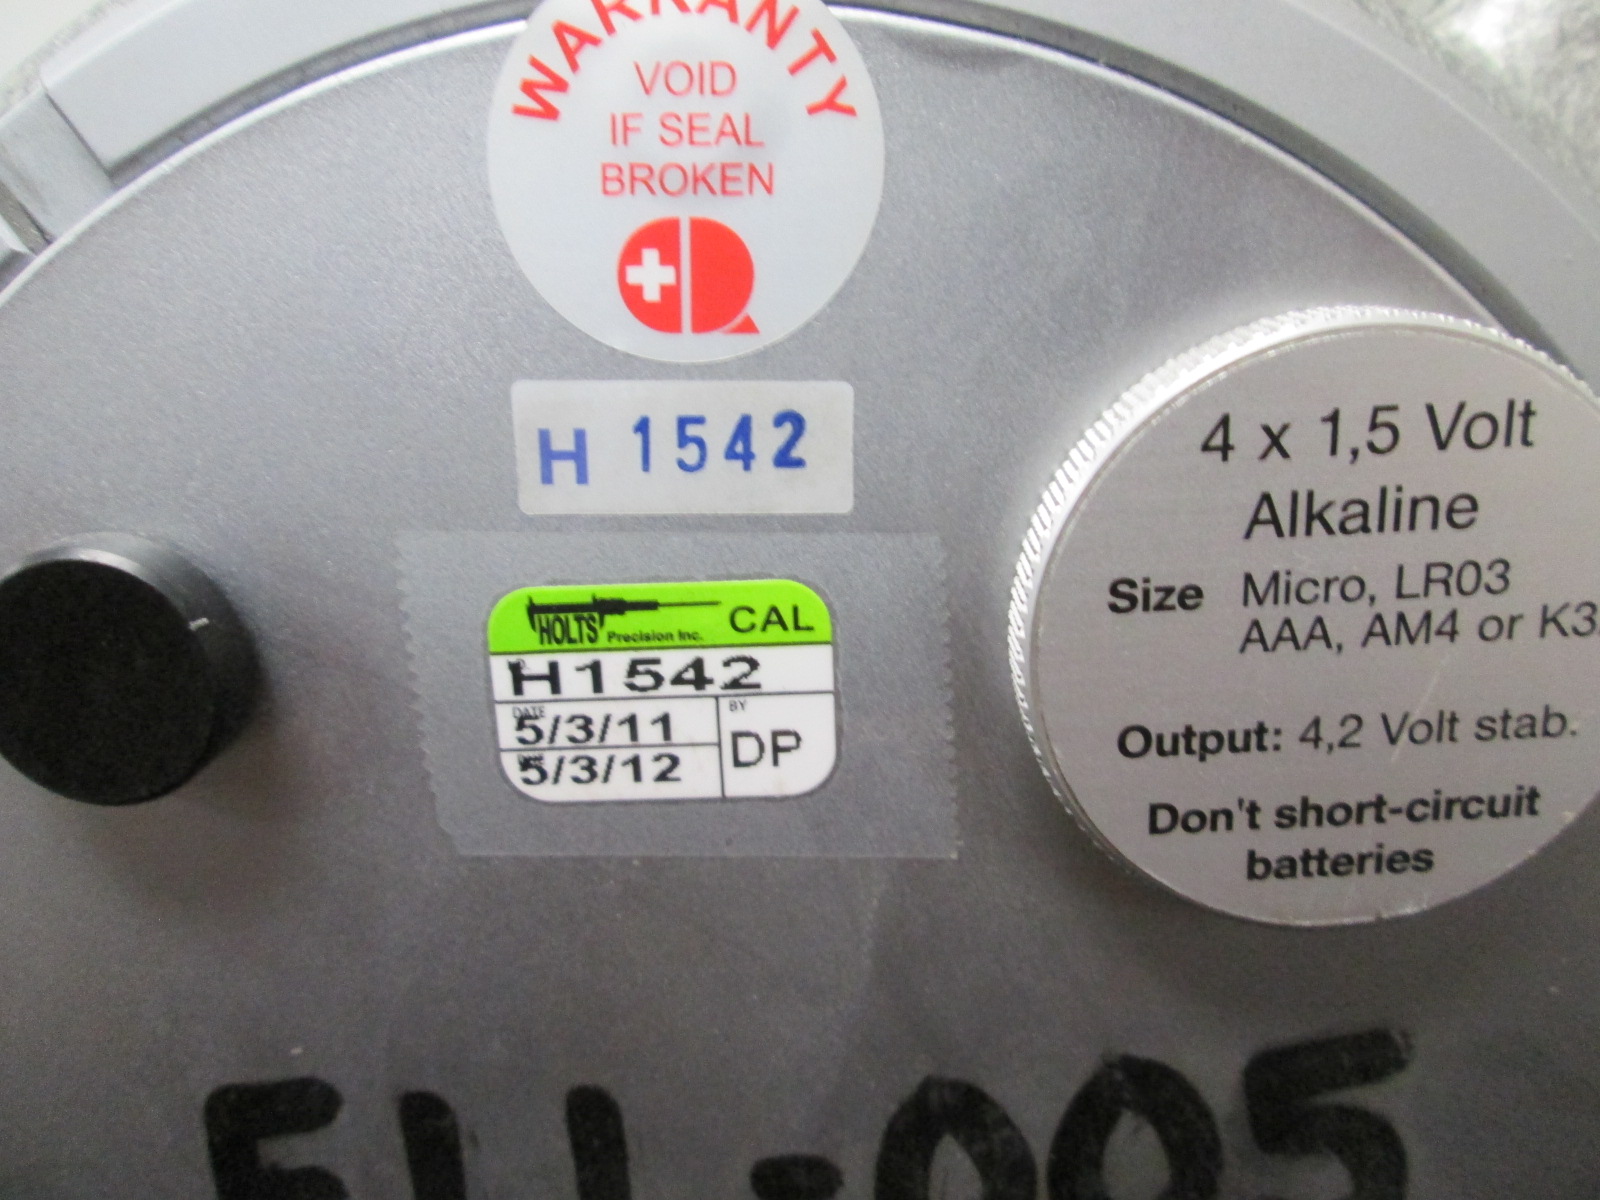 WARRANTY
VOID
IF SEAL
BROKEN
H 1542
HOLTS Precision Inc. CAL
H1542
DATE
5/3/11
5/3/12
BY
DP
4 x 1,5 Volt
Alkaline
Size Micro, LR03
AAA, AM4 or K3
Output: 4,2 Volt stab.
Don't short-circuit
batteries